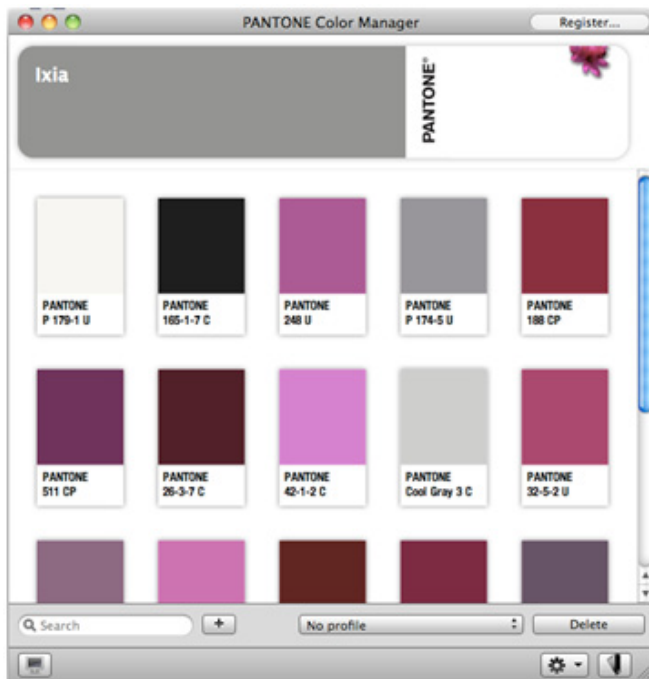 PANTONE Color Manager
Register...
Ixia
PANTONE®
PANTONE
P 179-1 U
PANTONE
165-1-7 C
PANTONE
248 U
PANTONE
P 174-5 U
PANTONE
188 CP
PANTONE
511 CP
PANTONE
26-3-7 C
PANTONE
42-1-2 C
PANTONE
Cool Gray 3 C
PANTONE
32-5-2 U
Search
No profile
Delete